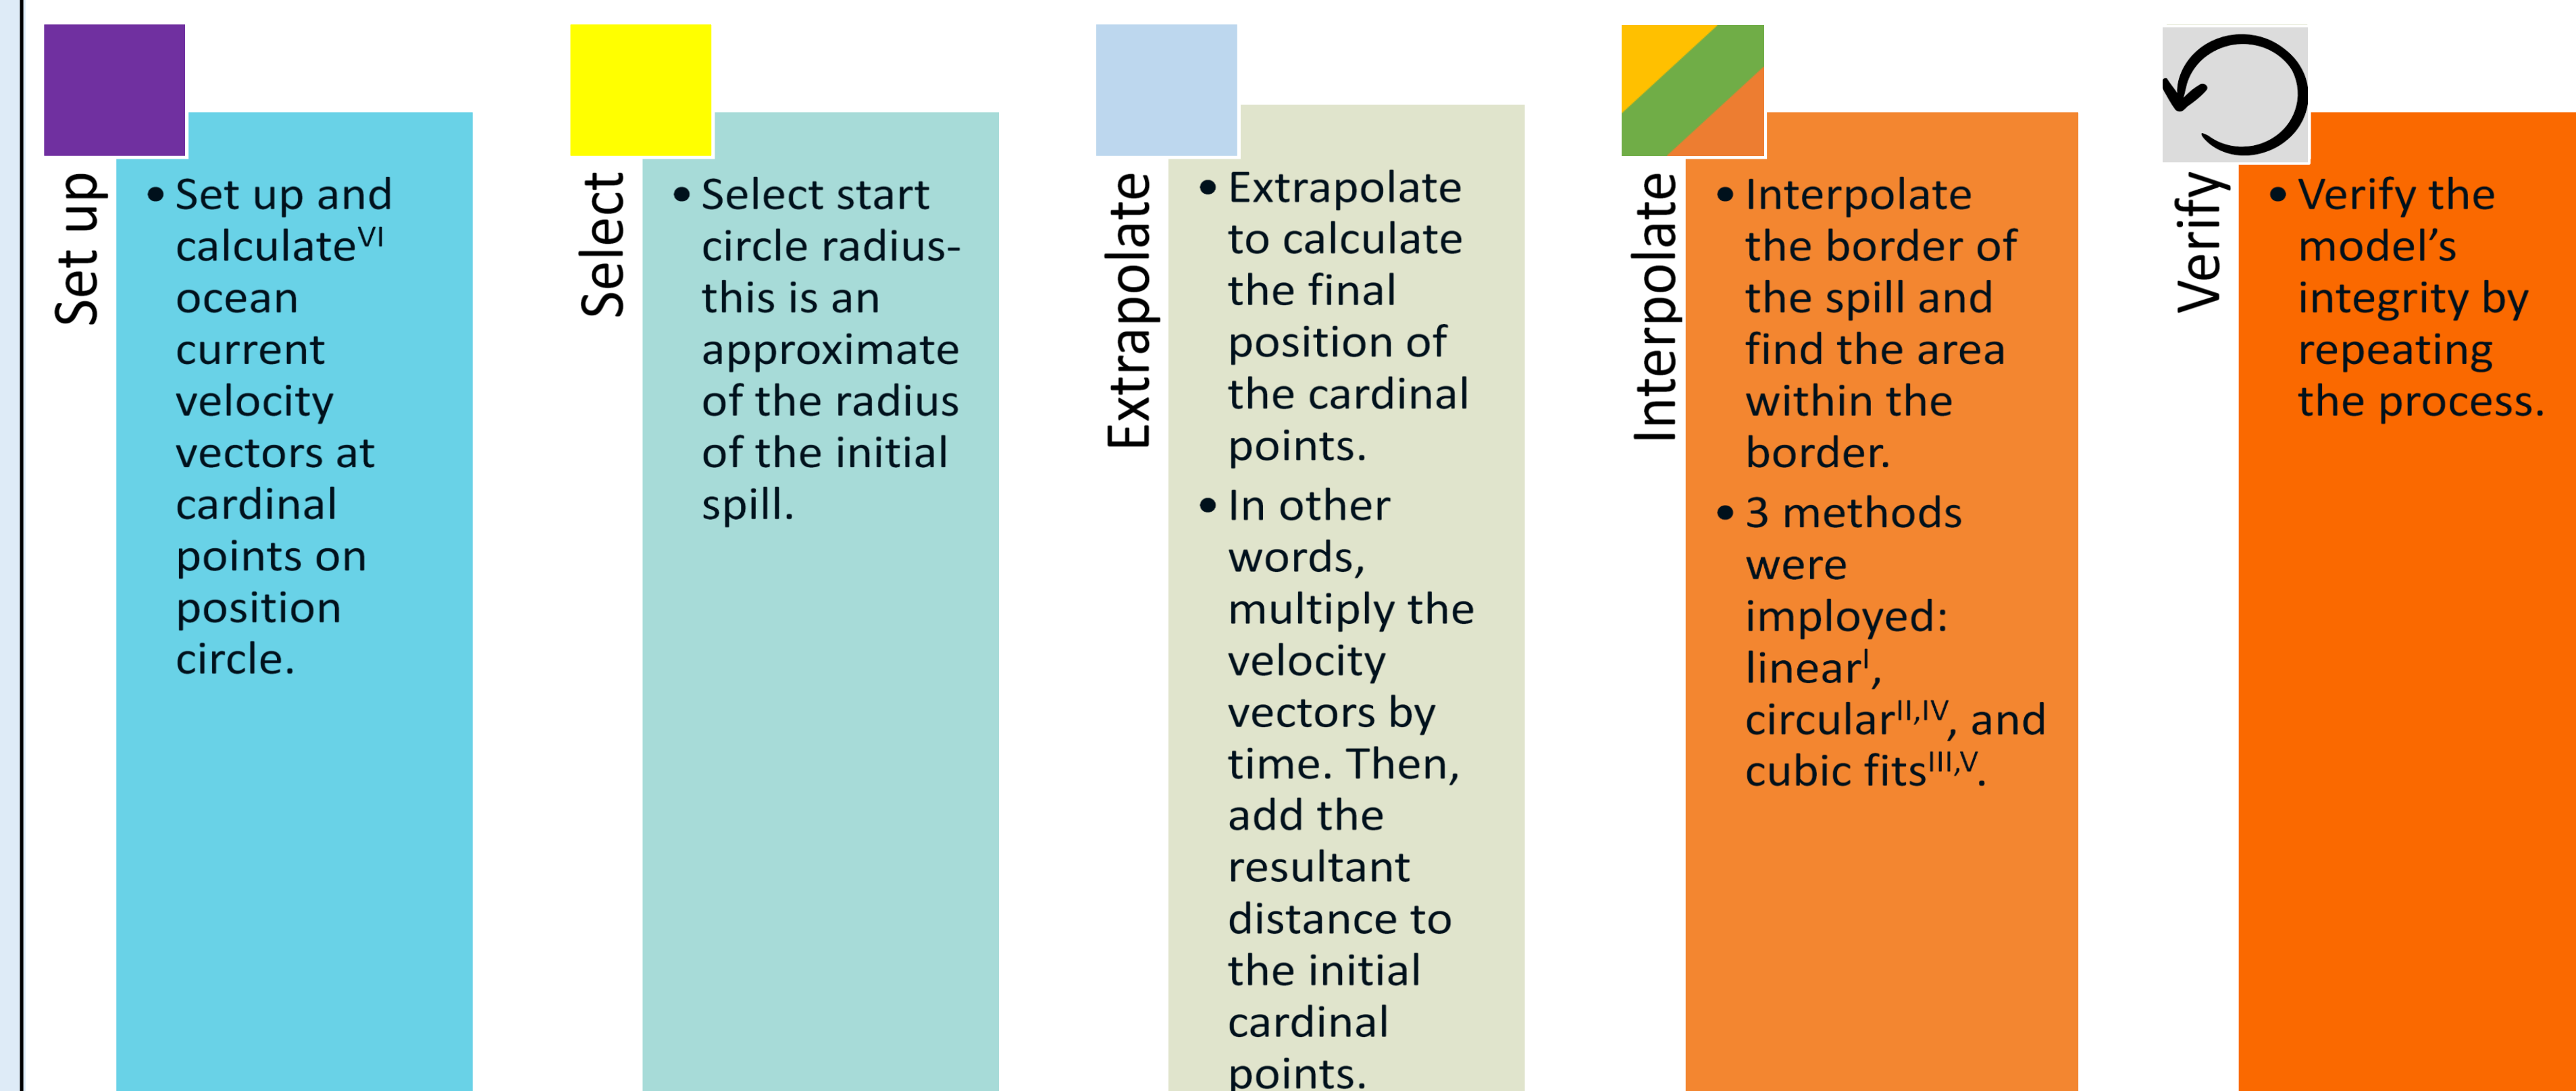 Set up
• Set up and
calculateⱽᴵ
ocean
current
velocity
vectors at
cardinal
points on
position
circle.
Select
• Select start
circle radius-
this is an
approximate
of the radius
of the initial
spill.
Extrapolate
• Extrapolate
to calculate
the final
position of
the cardinal
points.
• In other
words,
multiply the
velocity
vectors by
time. Then,
add the
resultant
distance to
the initial
cardinal
points.
Interpolate
• Interpolate
the border of
the spill and
find the area
within the
border.
• 3 methods
were
imployed:
linearᴵ,
circularᴵᴵ,ᴵⱽ, and
cubic fitsᴵᴵᴵ,ⱽ.
Verify
• Verify the
model’s
integrity by
repeating
the process.